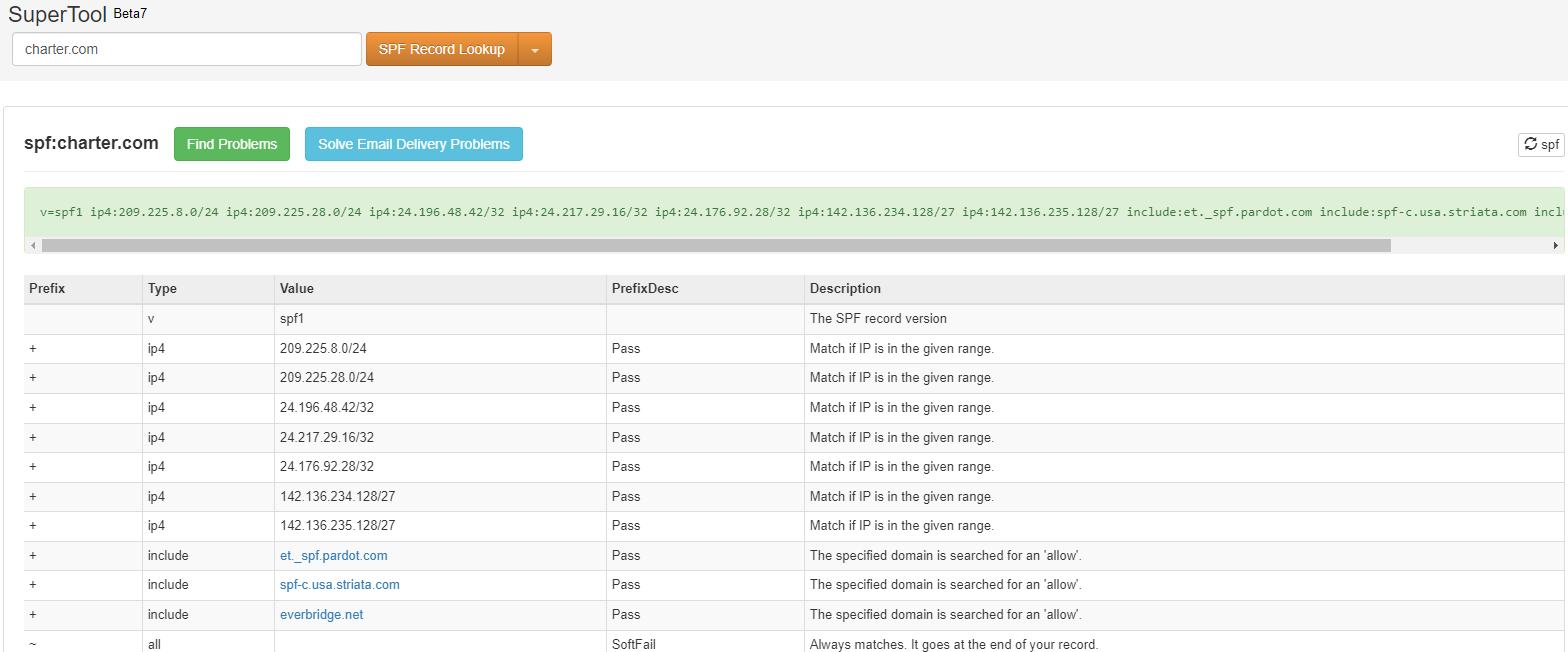 SuperTool Beta7
charter.com SPF Record Lookup
spf:charter.com Find Problems Solve Email Delivery Problems spf
v=spf1 ip4:209.225.8.0/24 ip4:209.225.28.0/24 ip4:24.196.48.42/32 ip4:24.217.29.16/32 ip4:24.176.92.28/32 ip4:142.136.234.128/27 ip4:142.136.235.128/27 include:et._spf.pardot.com include:spf-c.usa.striata.com incl
Prefix Type Value PrefixDesc Description
v spf1 The SPF record version
+ ip4 209.225.8.0/24 Pass Match if IP is in the given range.
+ ip4 209.225.28.0/24 Pass Match if IP is in the given range.
+ ip4 24.196.48.42/32 Pass Match if IP is in the given range.
+ ip4 24.217.29.16/32 Pass Match if IP is in the given range.
+ ip4 24.176.92.28/32 Pass Match if IP is in the given range.
+ ip4 142.136.234.128/27 Pass Match if IP is in the given range.
+ ip4 142.136.235.128/27 Pass Match if IP is in the given range.
+ include et._spf.pardot.com Pass The specified domain is searched for an 'allow'.
+ include spf-c.usa.striata.com Pass The specified domain is searched for an 'allow'.
+ include everbridge.net Pass The specified domain is searched for an 'allow'.
~ all SoftFail Always matches. It goes at the end of your record.